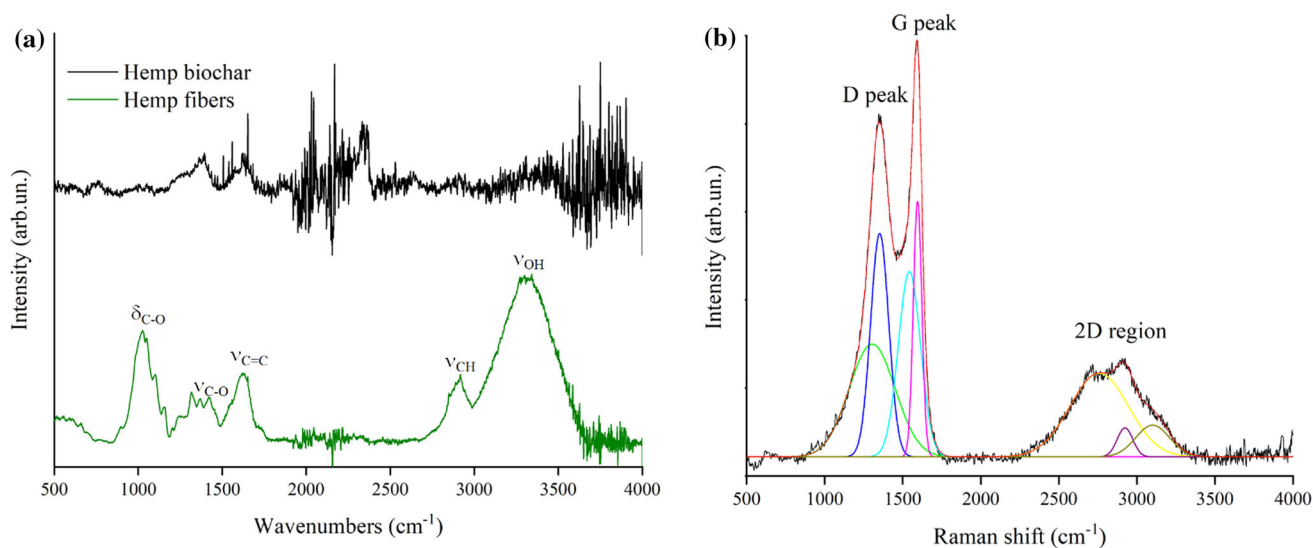 (a)
Hemp biochar
Hemp fibers
δC-O
νC-O
νC=C
νCH
νOH
Intensity (arb.un.)
500 1000 1500 2000 2500 3000 3500 4000
Wavenumbers (cm-1)
(b)
G peak
D peak
2D region
Intensity (arb.un.)
500 1000 1500 2000 2500 3000 3500 4000
Raman shift (cm-1)